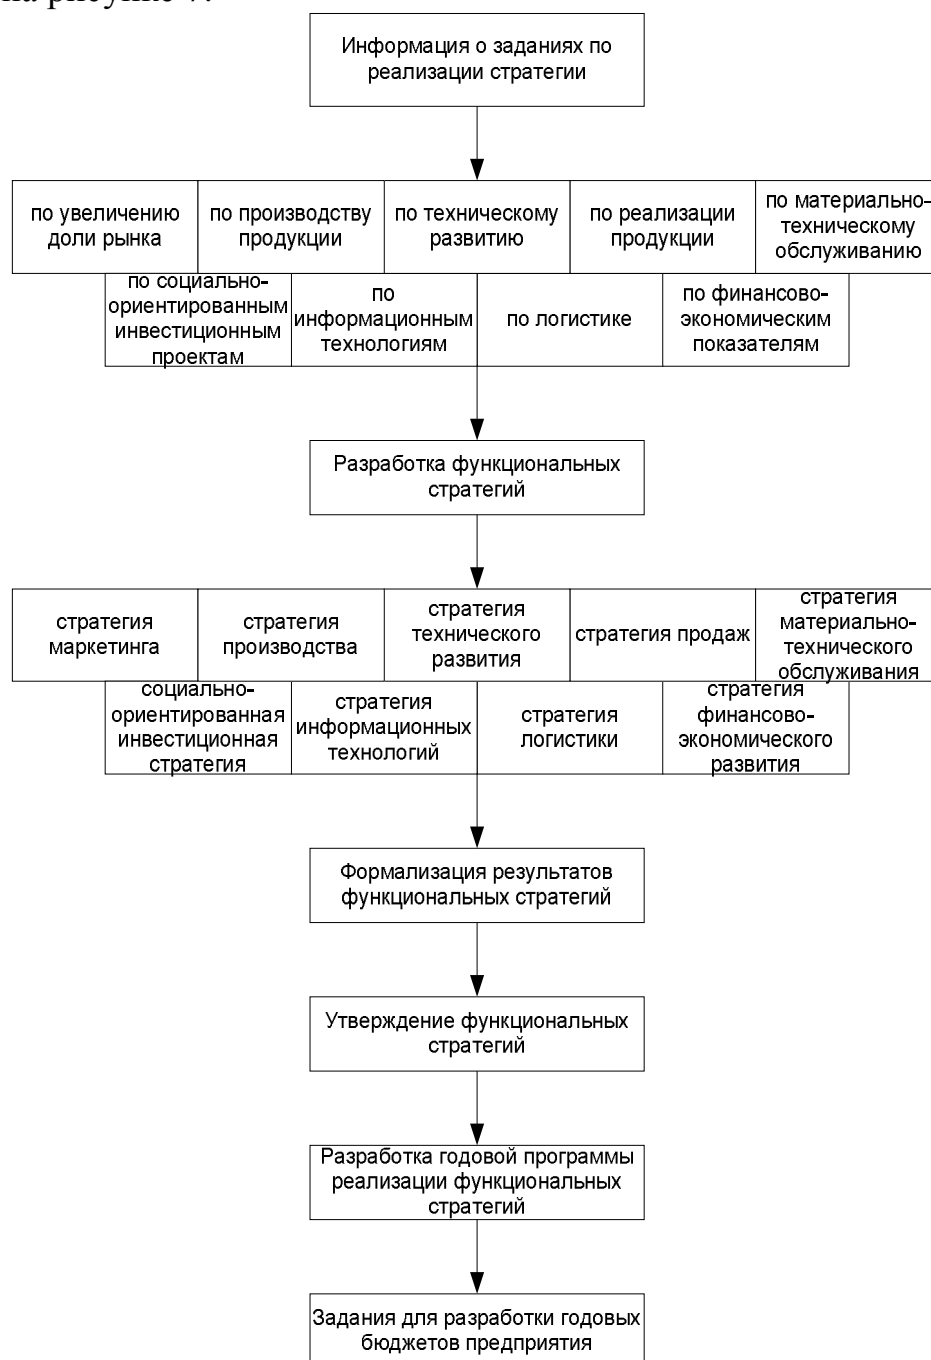 на рисунке 7.
Информация о заданиях по
реализации стратегии
по увеличению
доли рынка
по производству
продукции
по техническому
развитию
по реализации
продукции
по материально-
техническому
обслуживанию
по социально-
ориентированным
инвестиционным
проектам
по
информационным
технологиям
по логистике
по финансово-
экономическим
показателям
Разработка функциональных
стратегий
стратегия
маркетинга
стратегия
производства
стратегия
технического
развития
стратегия продаж
стратегия
материально-
технического
обслуживания
социально-
ориентированная
инвестиционная
стратегия
стратегия
информационных
технологий
стратегия
логистики
стратегия
финансово-
экономического
развития
Формализация результатов
функциональных стратегий
Утверждение функциональных
стратегий
Разработка годовой программы
реализации функциональных
стратегий
Задания для разработки годовых
бюджетов предприятия